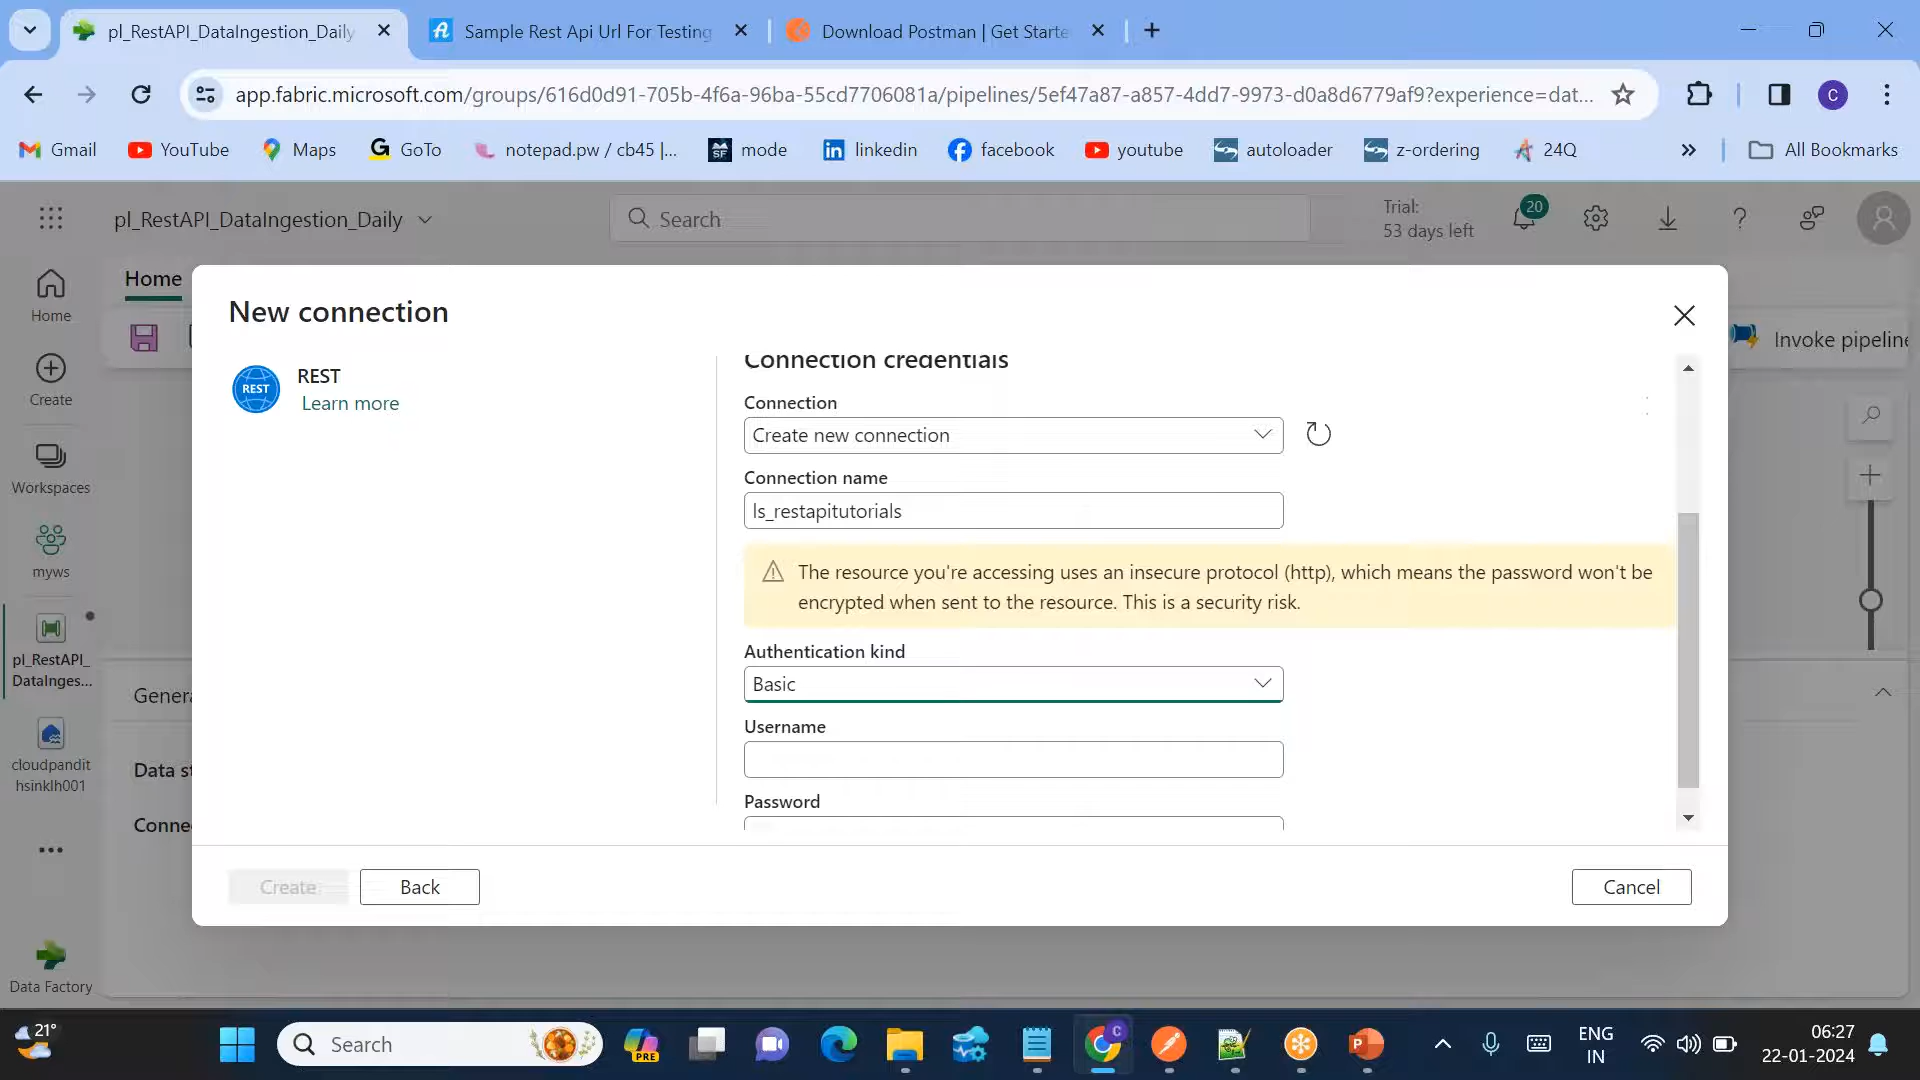 pl_RestAPI_DataIngestion_Daily
Sample Rest Api Url For Testing
Download Postman | Get Starte
app.fabric.microsoft.com/groups/616d0d91-705b-4f6a-96ba-55cd7706081a/pipelines/5ef47a87-a857-4dd7-9973-d0a8d6779af9?experience=dat...
C
Gmail
YouTube
Maps
GoTo
notepad.pw / cb45 |...
mode
linkedin
facebook
youtube
autoloader
z-ordering
24Q
All Bookmarks
pl_RestAPI_DataIngestion_Daily
Search
Trial:
53 days left
20
Home
Create
Workspaces
myws
pl_RestAPI_
DataInges...
cloudpandit
hsinklh001
Data Factory
Home
Invoke pipeline
Genera
Data st
Conne
New connection
REST
REST
Learn more
Connection credentials
Connection
Create new connection
Connection name
ls_restapitutorials
The resource you're accessing uses an insecure protocol (http), which means the password won't be
encrypted when sent to the resource. This is a security risk.
Authentication kind
Basic
Username
Password
Create
Back
Cancel
21°
Search
PRE
C
ENG
IN
06:27
22-01-2024